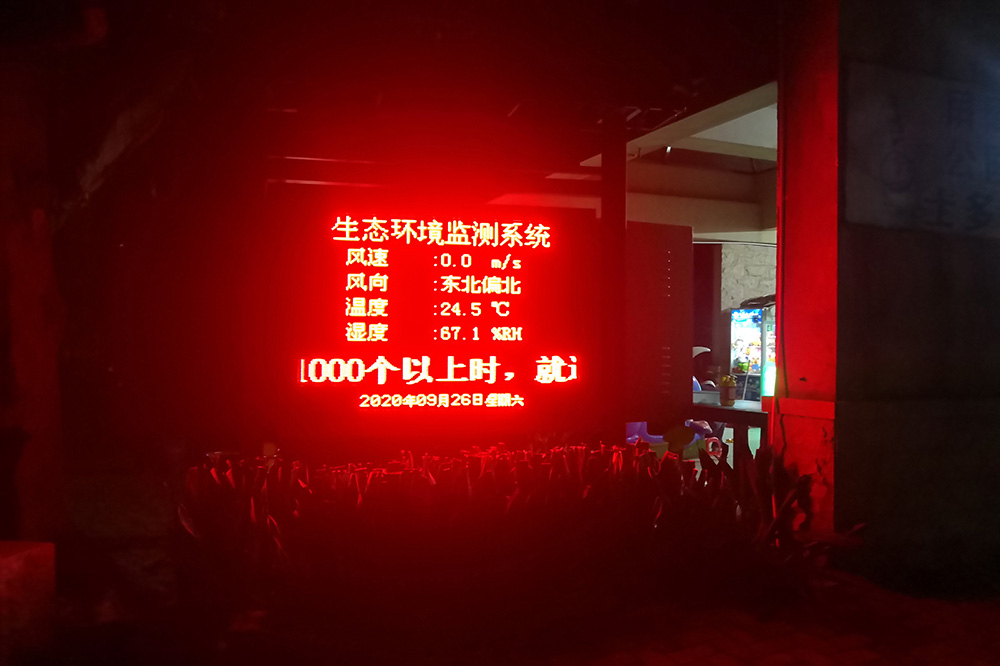 生态环境监测系统
风速 :0.0 m/s
风向 :东北偏北
温度 :24.5 ℃
湿度 :67.1 %RH
1000个以上时，就
2020年09月26日星期六